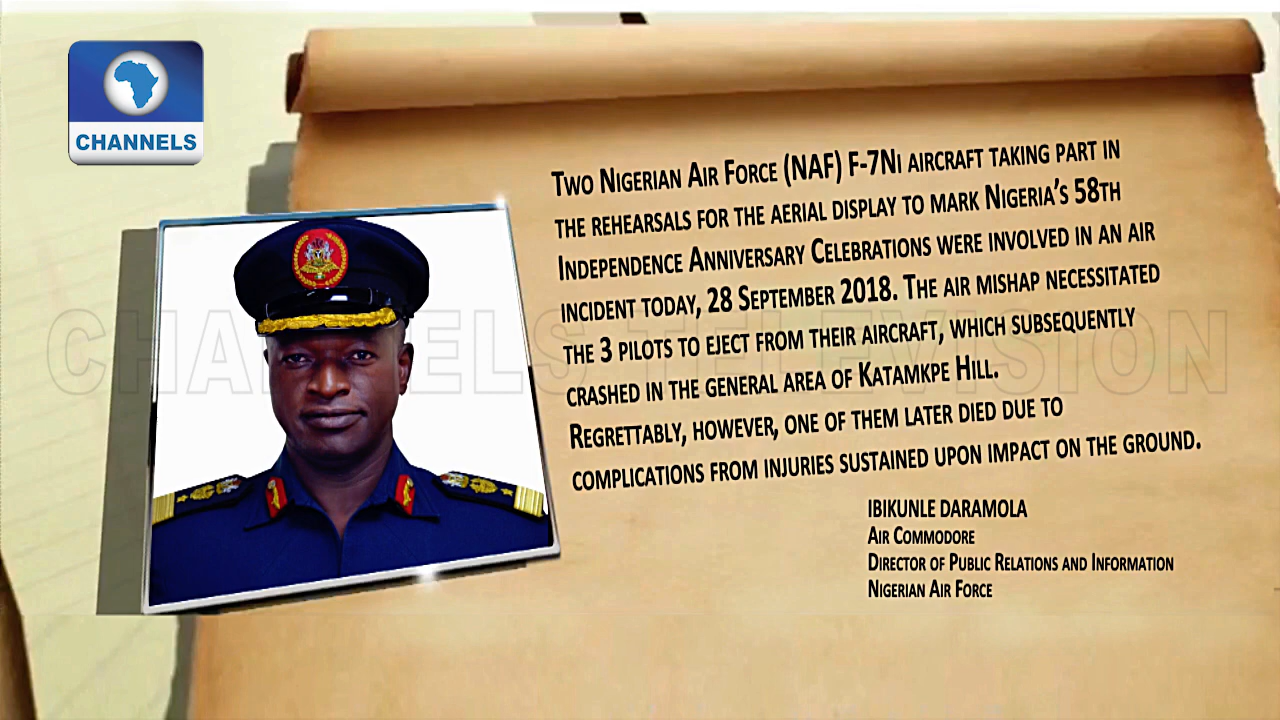 CHANNELS
Two Nigerian Air Force (NAF) F-7Ni aircraft taking part in
the rehearsals for the aerial display to mark Nigeria's 58th
Independence Anniversary Celebrations were involved in an air
incident today, 28 September 2018. The air mishap necessitated
the 3 pilots to eject from their aircraft, which subsequently
crashed in the general area of Katamkpe Hill.
Regrettably, however, one of them later died due to
complications from injuries sustained upon impact on the ground.
IBIKUNLE DARAMOLA
Air Commodore
Director of Public Relations and Information
Nigerian Air Force
CHANNELS TELEVISION